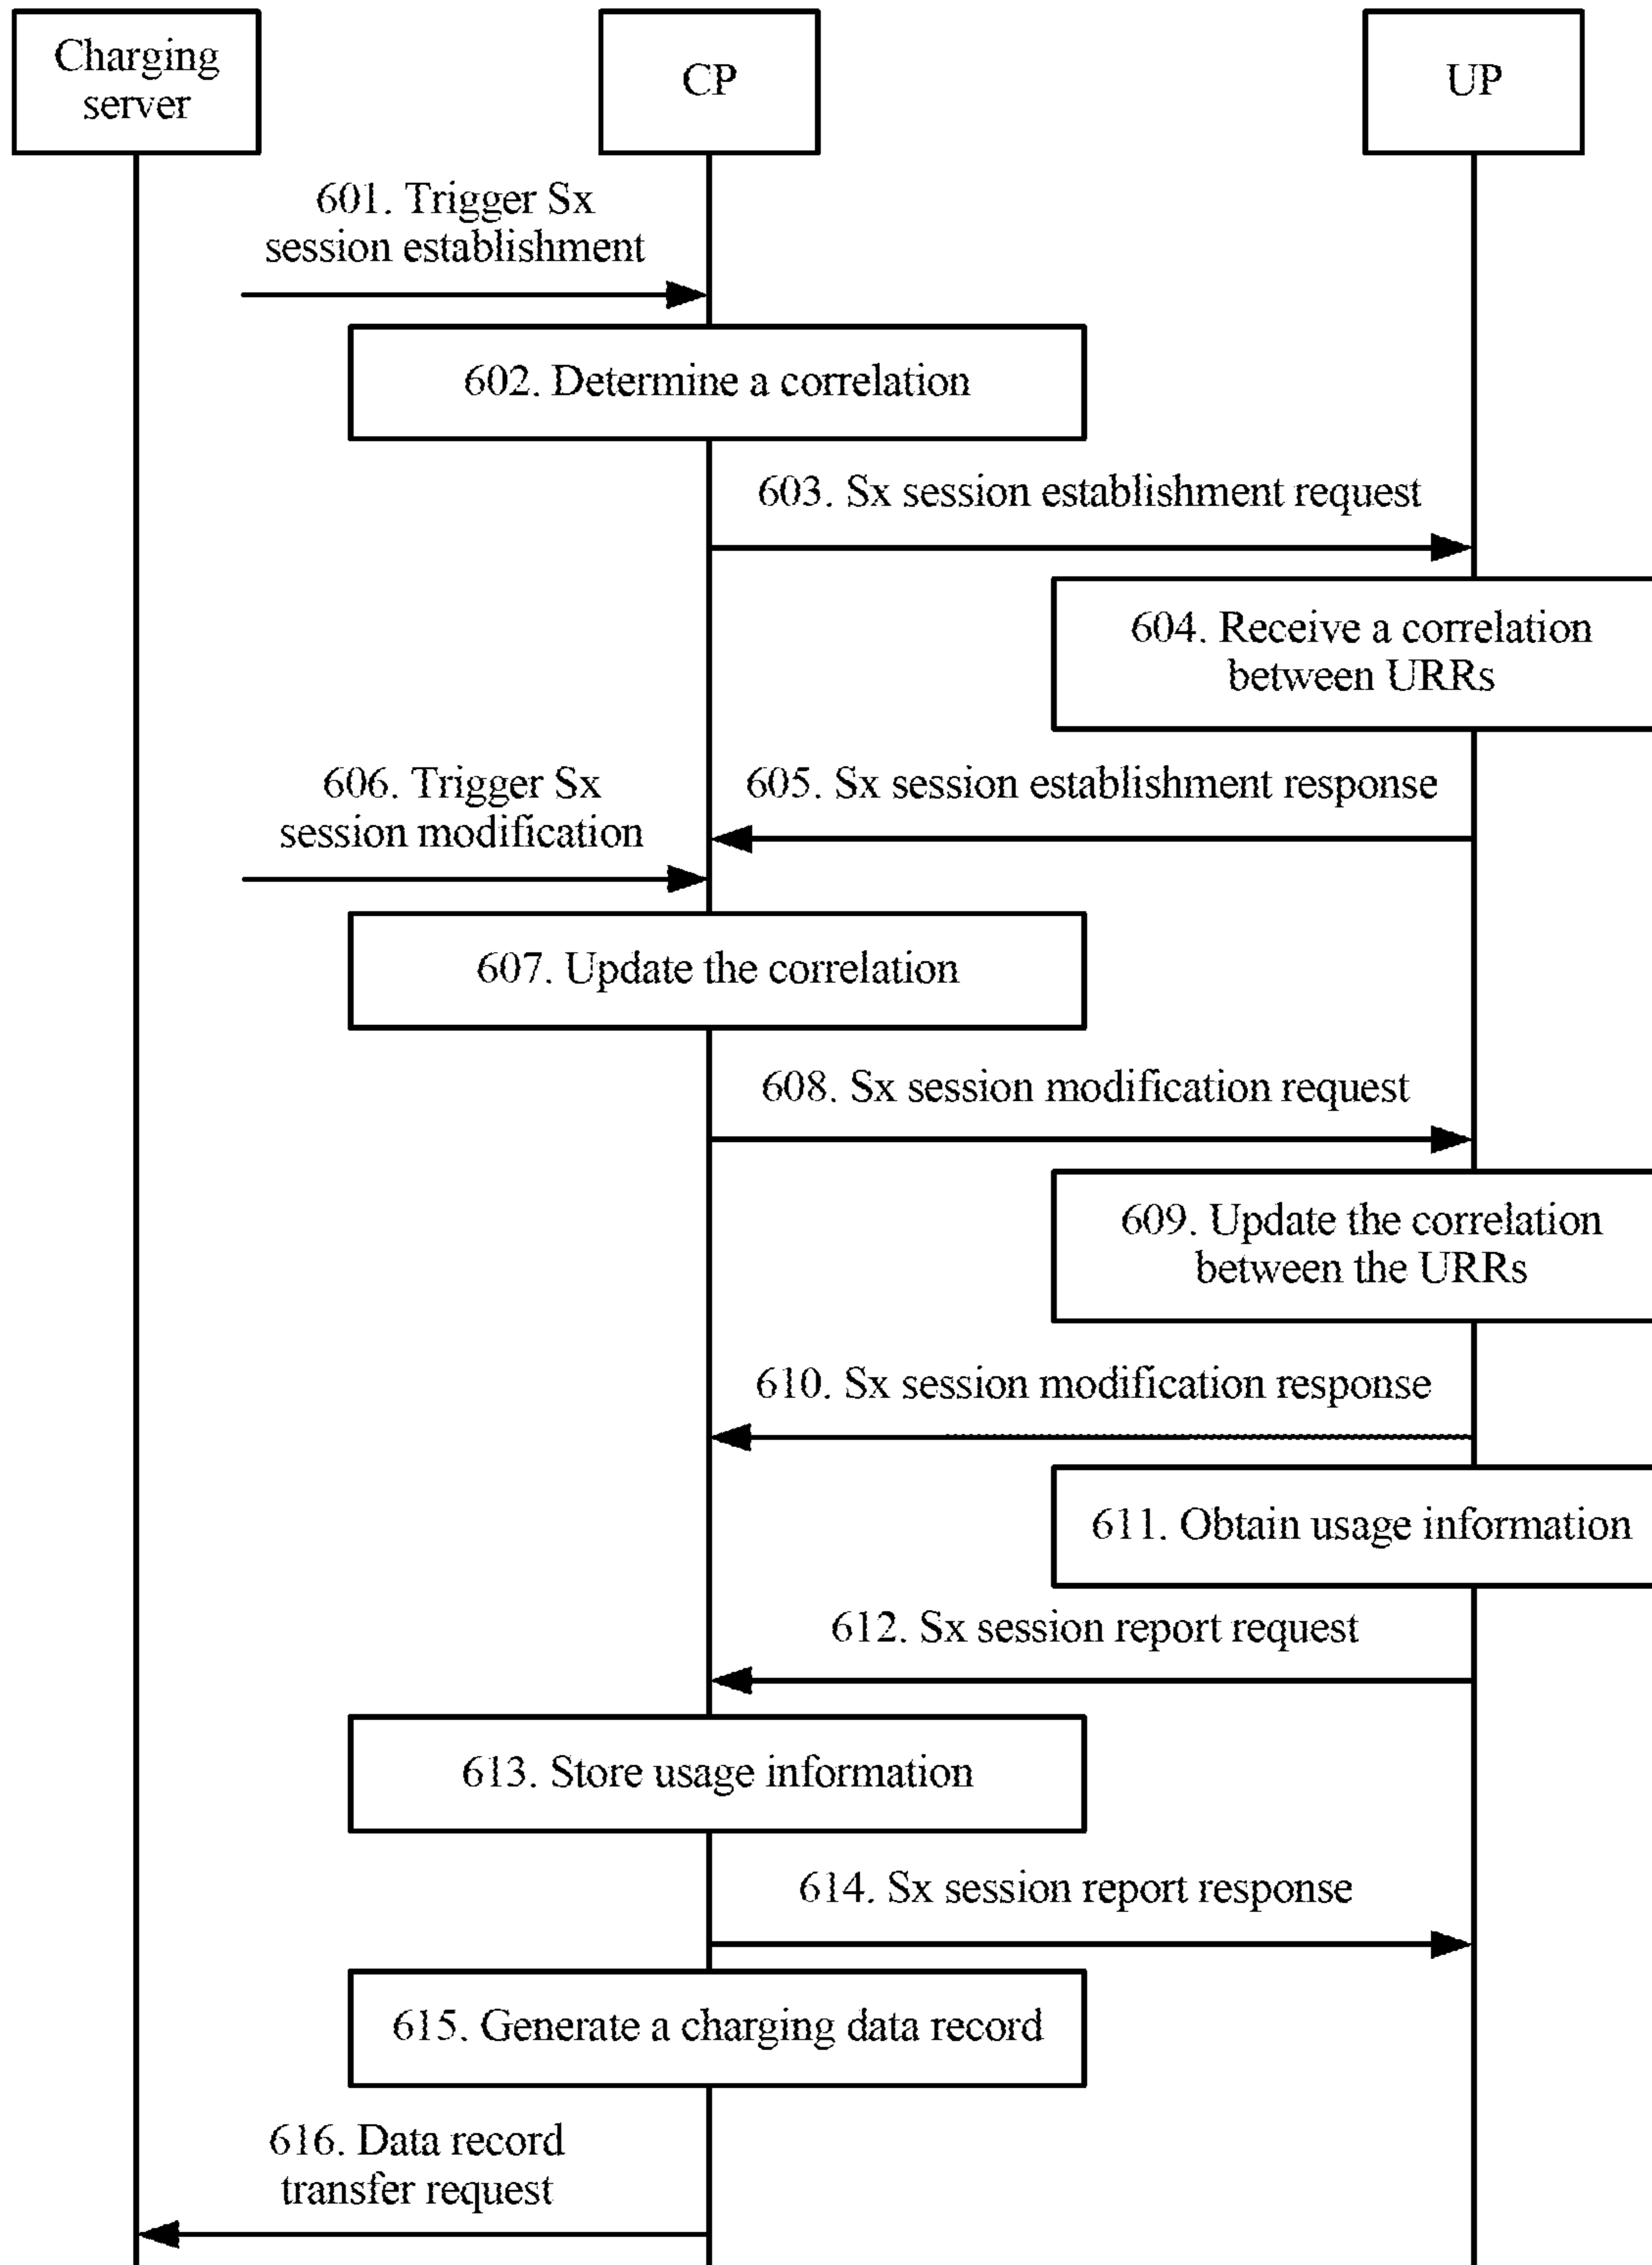 Charging
server
CP
UP
601. Trigger Sx
session establishment
602. Determine a correlation
603. Sx session establishment request
604. Receive a correlation
between URRs
605. Sx session establishment response
606. Trigger Sx
session modification
607. Update the correlation
608. Sx session modification request
609. Update the correlation
between the URRs
610. Sx session modification response
611. Obtain usage information
612. Sx session report request
613. Store usage information
614. Sx session report response
615. Generate a charging data record
616. Data record
transfer request